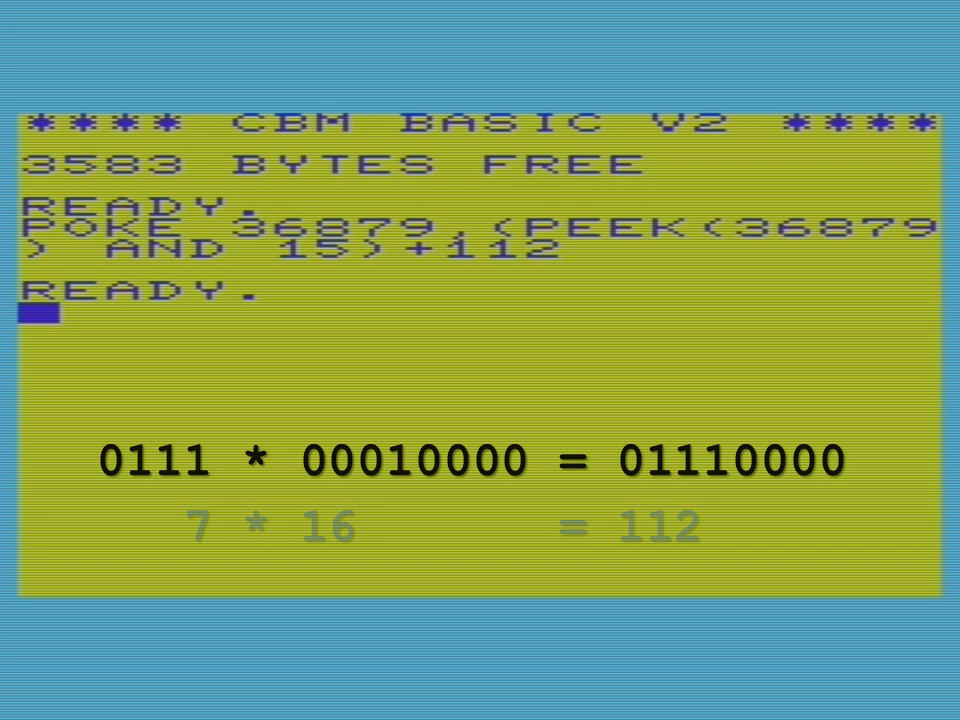 **** CBM BASIC V2 ****
3583 BYTES FREE
READY.
POKE 36879,(PEEK(36879
) AND 15)+112
READY.
0111 * 00010000 = 01110000
7 * 16 = 112